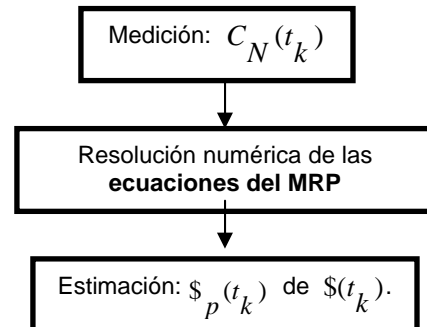 Medición: C_N(t_k)
Resolución numérica de las
ecuaciones del MRP
Estimación: $_p(t_k) de $(t_k).